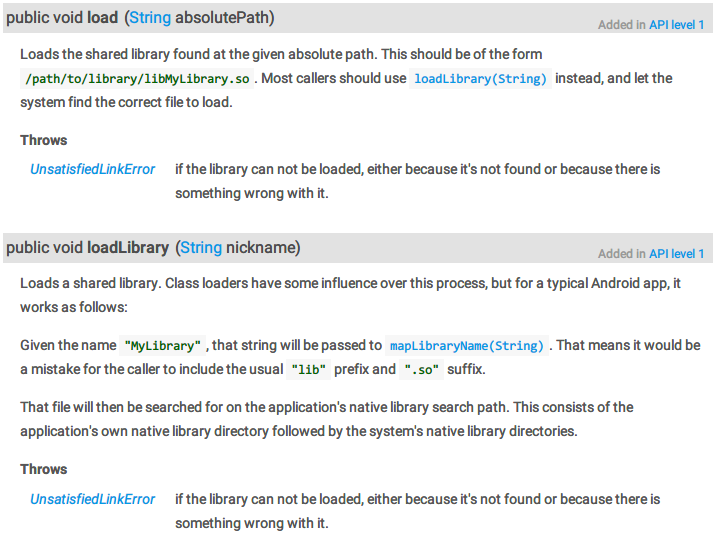 public void load (String absolutePath)
Added in API level 1
Loads the shared library found at the given absolute path. This should be of the form
/path/to/library/libMyLibrary.so . Most callers should use loadLibrary(String) instead, and let the
system find the correct file to load.
Throws
UnsatisfiedLinkError if the library can not be loaded, either because it's not found or because there is
something wrong with it.
public void loadLibrary (String nickname)
Added in API level 1
Loads a shared library. Class loaders have some influence over this process, but for a typical Android app, it
works as follows:
Given the name "MyLibrary" , that string will be passed to mapLibraryName(String) . That means it would be
a mistake for the caller to include the usual "lib" prefix and ".so" suffix.
That file will then be searched for on the application's native library search path. This consists of the
application's own native library directory followed by the system's native library directories.
Throws
UnsatisfiedLinkError if the library can not be loaded, either because it's not found or because there is
something wrong with it.